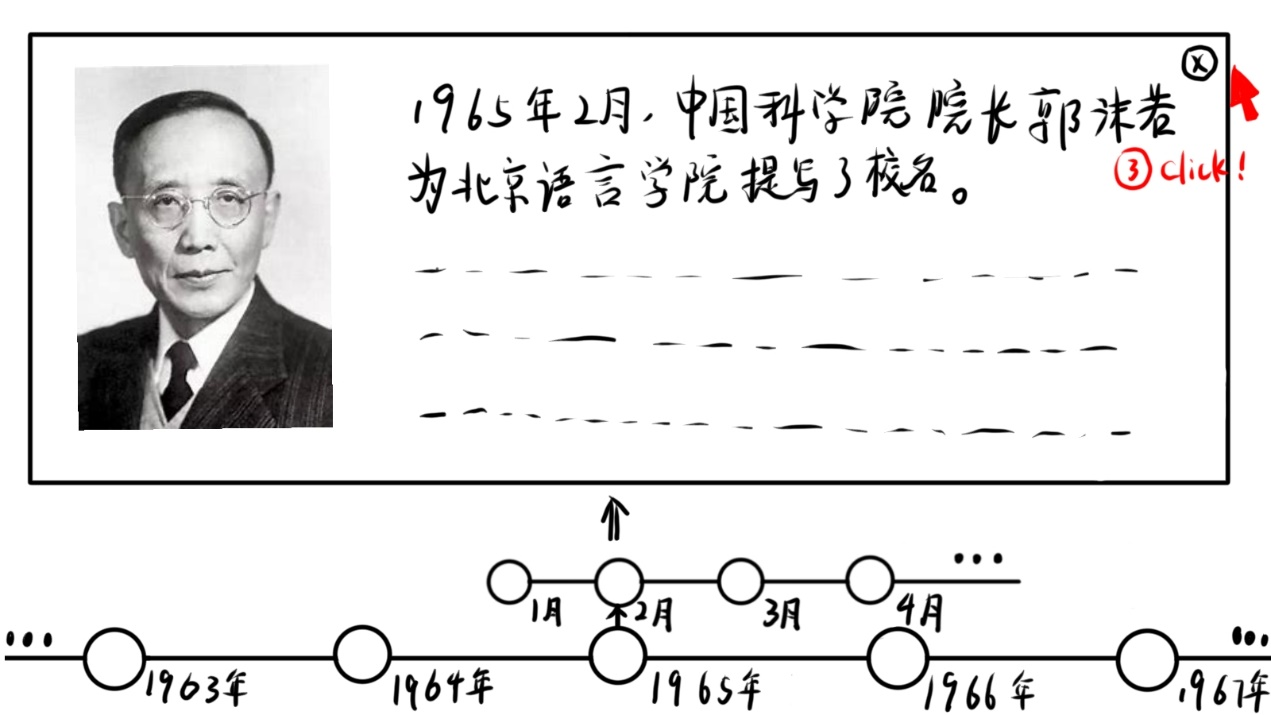 1965年2月,中国科学院院长郭沫若
为北京语言学院提写了校名。
X
③ click!
1月 2月 3月 4月 •••
••• 1963年 1964年 1965年 1966年 1967年 •••